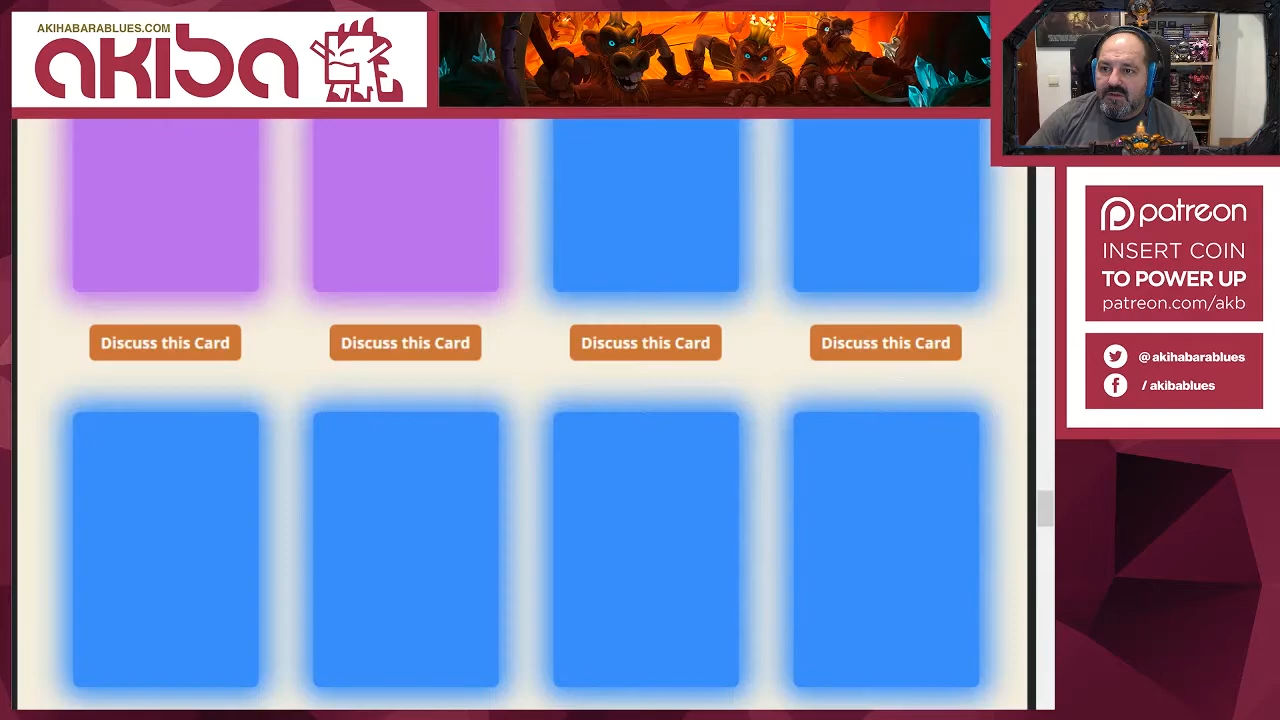 AKIHABARABLUES.COM
akiba
patreon
INSERT COIN
TO POWER UP
patreon.com/akb
@akihabarablues
/ akibablues
Discuss this Card
Discuss this Card
Discuss this Card
Discuss this Card